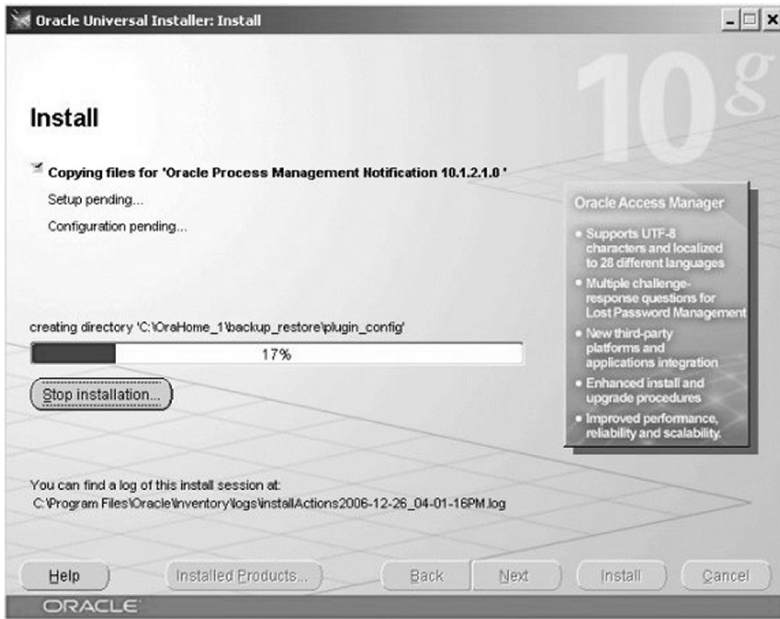 Oracle Universal Installer: Install
10g
Install
Copying files for 'Oracle Process Management Notification 10.1.2.1.0 '
Setup pending...
Configuration pending...
creating directory 'C:\OraHome_1\backup_restore\plugin_config'
17%
Stop installation...
Oracle Access Manager
• Supports UTF-8
characters and localized
to 28 different languages
• Multiple challenge-
response questions for
Lost Password Management
• New third-party
platforms and
applications integration
• Enhanced install and
upgrade procedures
• Improved performance,
reliability and scalability.
You can find a log of this install session at:
C:\Program Files\Oracle\Inventory\logs\installActions2006-12-26_04-01-16PM.log
Help
Installed Products...
Back
Next
Install
Cancel
ORACLE